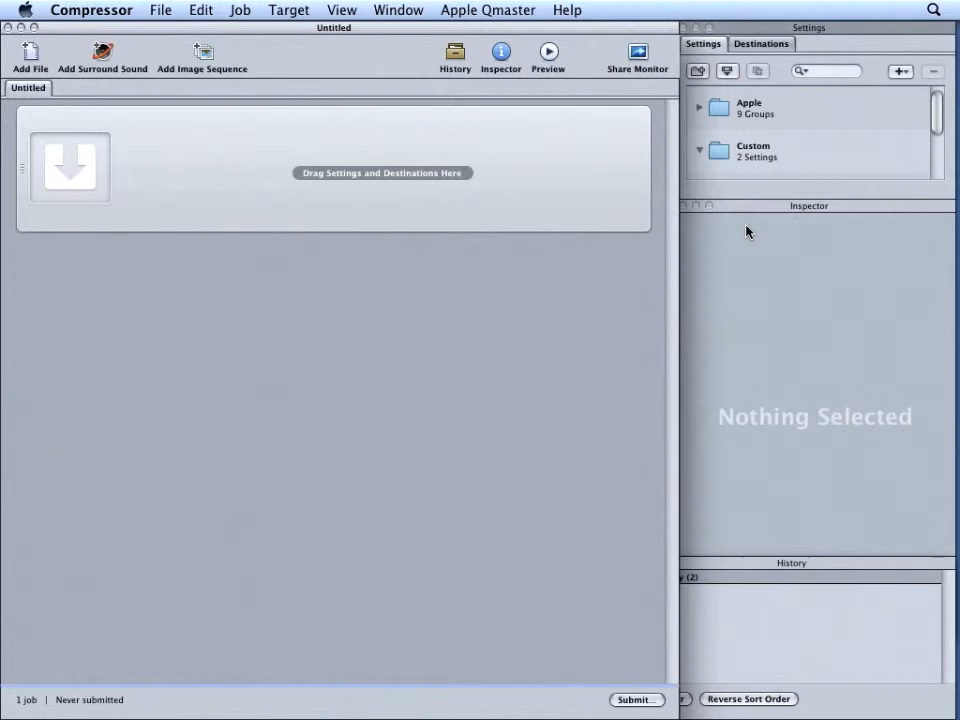 Compressor File Edit Job Target View Window Apple Qmaster Help
Untitled
Settings
Add File Add Surround Sound Add Image Sequence History Inspector Preview Share Monitor
Settings Destinations
Untitled
Apple
9 Groups
Custom
2 Settings
Drag Settings and Destinations Here
Inspector
Nothing Selected
History
(2)
1 job | Never submitted
Submit...
Reverse Sort Order